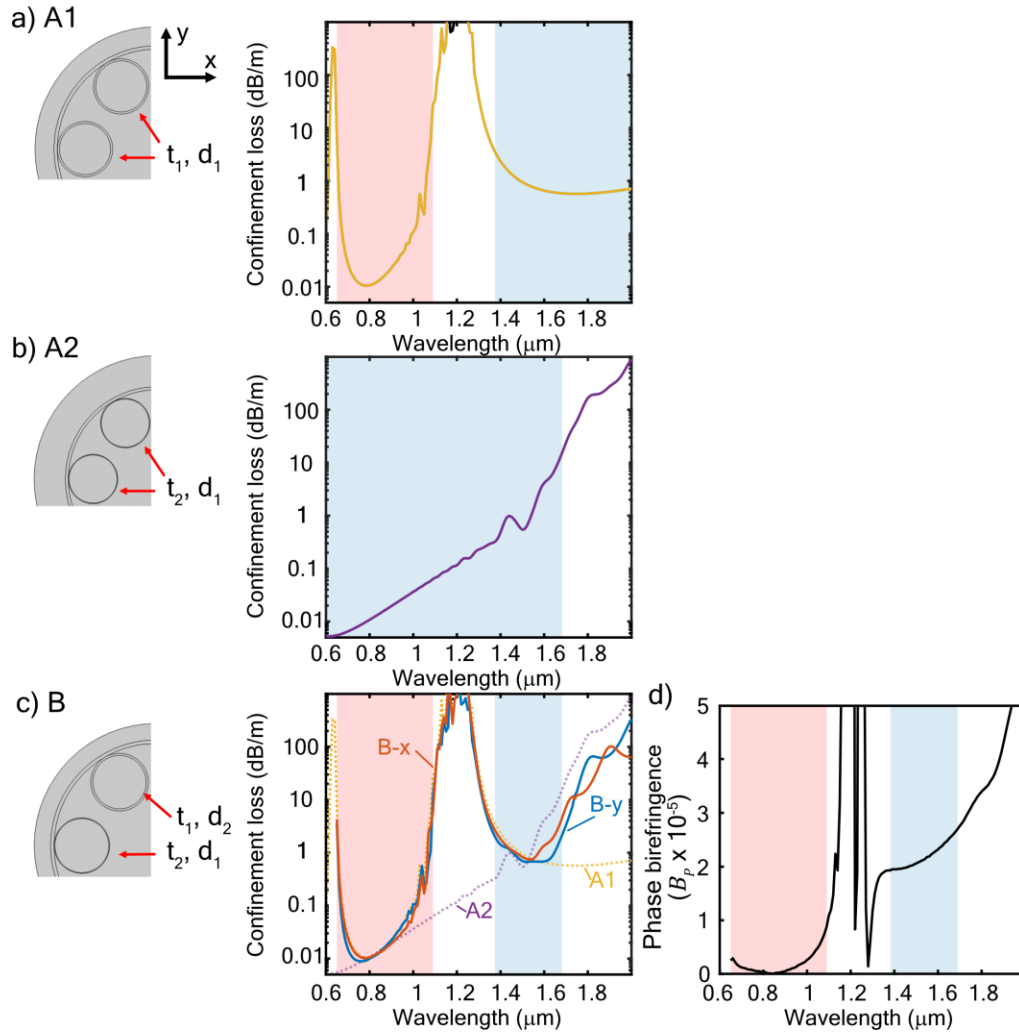 a) A1
y
x
t₁, d₁
Confinement loss (dB/m)
100
10
1
0.1
0.01
0.6 0.8 1 1.2 1.4 1.6 1.8
Wavelength (μm)
b) A2
t₂, d₁
Confinement loss (dB/m)
100
10
1
0.1
0.01
0.6 0.8 1 1.2 1.4 1.6 1.8
Wavelength (μm)
c) B
t₁, d₂
t₂, d₁
Confinement loss (dB/m)
100
10
1
0.1
0.01
B-x
B-y
A1
A2
0.6 0.8 1 1.2 1.4 1.6 1.8
Wavelength (μm)
d)
Phase birefringence
(Bₚ x 10⁻⁵)
5
4
3
2
1
0
0.6 0.8 1 1.2 1.4 1.6 1.8
Wavelength (μm)